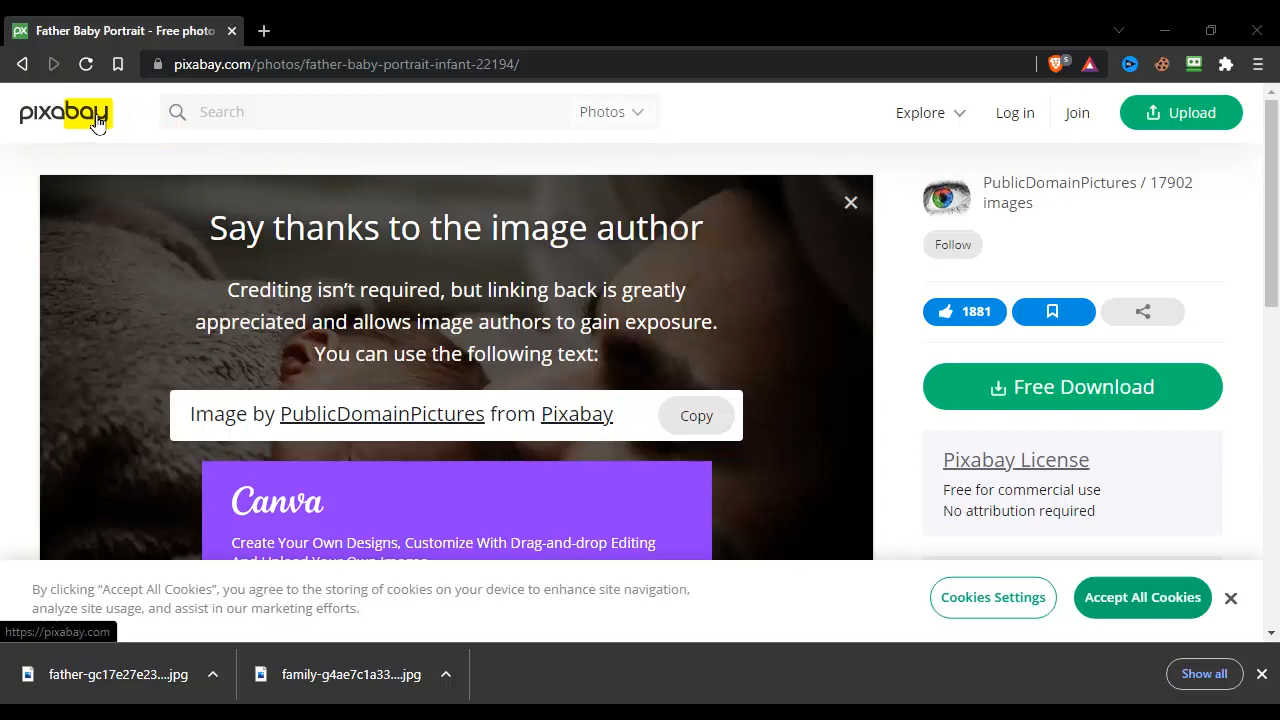 px Father Baby Portrait - Free photo
pixabay.com/photos/father-baby-portrait-infant-22194/
5
pixabay
Search
Photos
Explore
Log in
Join
Upload
Say thanks to the image author
Crediting isn't required, but linking back is greatly
appreciated and allows image authors to gain exposure.
You can use the following text:
Image by PublicDomainPictures from Pixabay
Copy
Canva
Create Your Own Designs, Customize With Drag-and-drop Editing
PublicDomainPictures / 17902
images
Follow
1881
Free Download
Pixabay License
Free for commercial use
No attribution required
By clicking “Accept All Cookies”, you agree to the storing of cookies on your device to enhance site navigation,
analyze site usage, and assist in our marketing efforts.
Cookies Settings
Accept All Cookies
https://pixabay.com
father-gc17e27e23....jpg
family-g4ae7c1a33....jpg
Show all